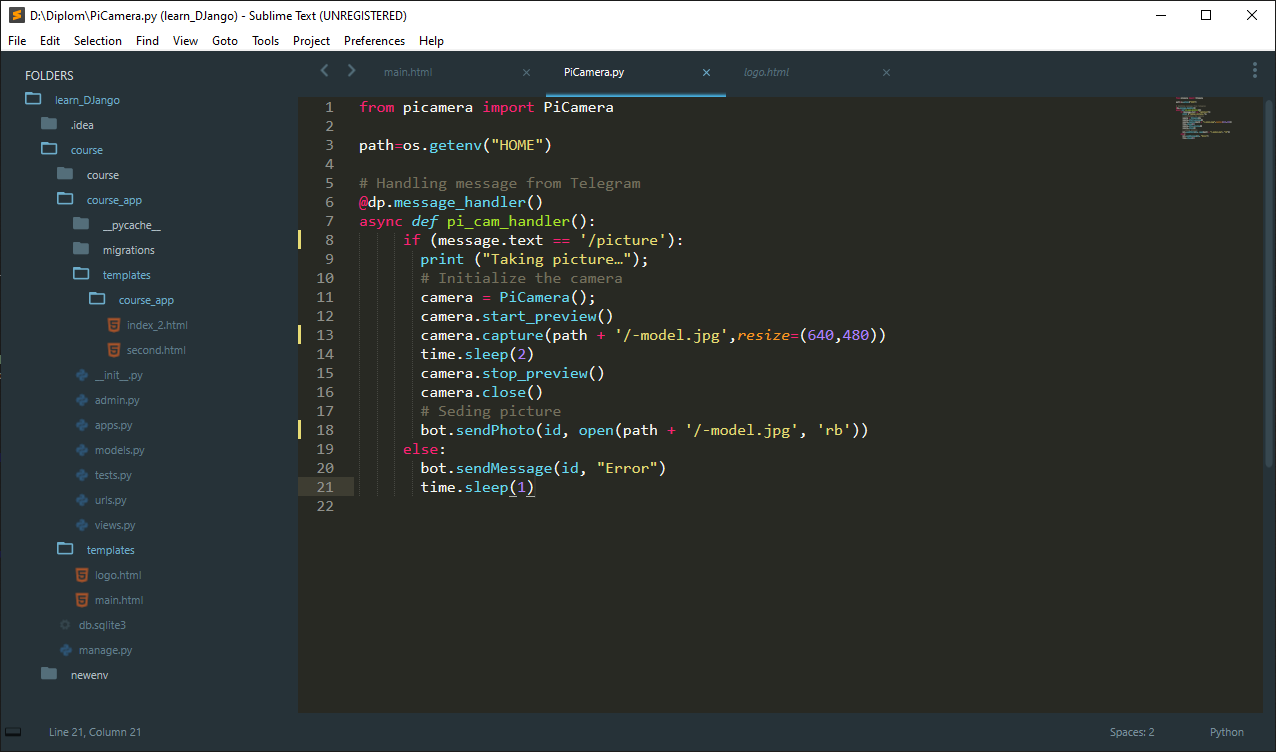 D:\Diplom\PiCamera.py (learn_DJango) - Sublime Text (UNREGISTERED)
File Edit Selection Find View Goto Tools Project Preferences Help
FOLDERS
learn_DJango
.idea
course
course
course_app
__pycache__
migrations
templates
course_app
index_2.html
second.html
__init__.py
admin.py
apps.py
models.py
tests.py
urls.py
views.py
templates
logo.html
main.html
db.sqlite3
manage.py
newenv
main.html PiCamera.py logo.html
1 from picamera import PiCamera
2
3 path=os.getenv("HOME")
4
5 # Handling message from Telegram
6 @dp.message_handler()
7 async def pi_cam_handler():
8 if (message.text == '/picture'):
9 print ("Taking picture…");
10 # Initialize the camera
11 camera = PiCamera();
12 camera.start_preview()
13 camera.capture(path + '/-model.jpg',resize=(640,480))
14 time.sleep(2)
15 camera.stop_preview()
16 camera.close()
17 # Seding picture
18 bot.sendPhoto(id, open(path + '/-model.jpg', 'rb'))
19 else:
20 bot.sendMessage(id, "Error")
21 time.sleep(1)
22
Line 21, Column 21
Spaces: 2
Python